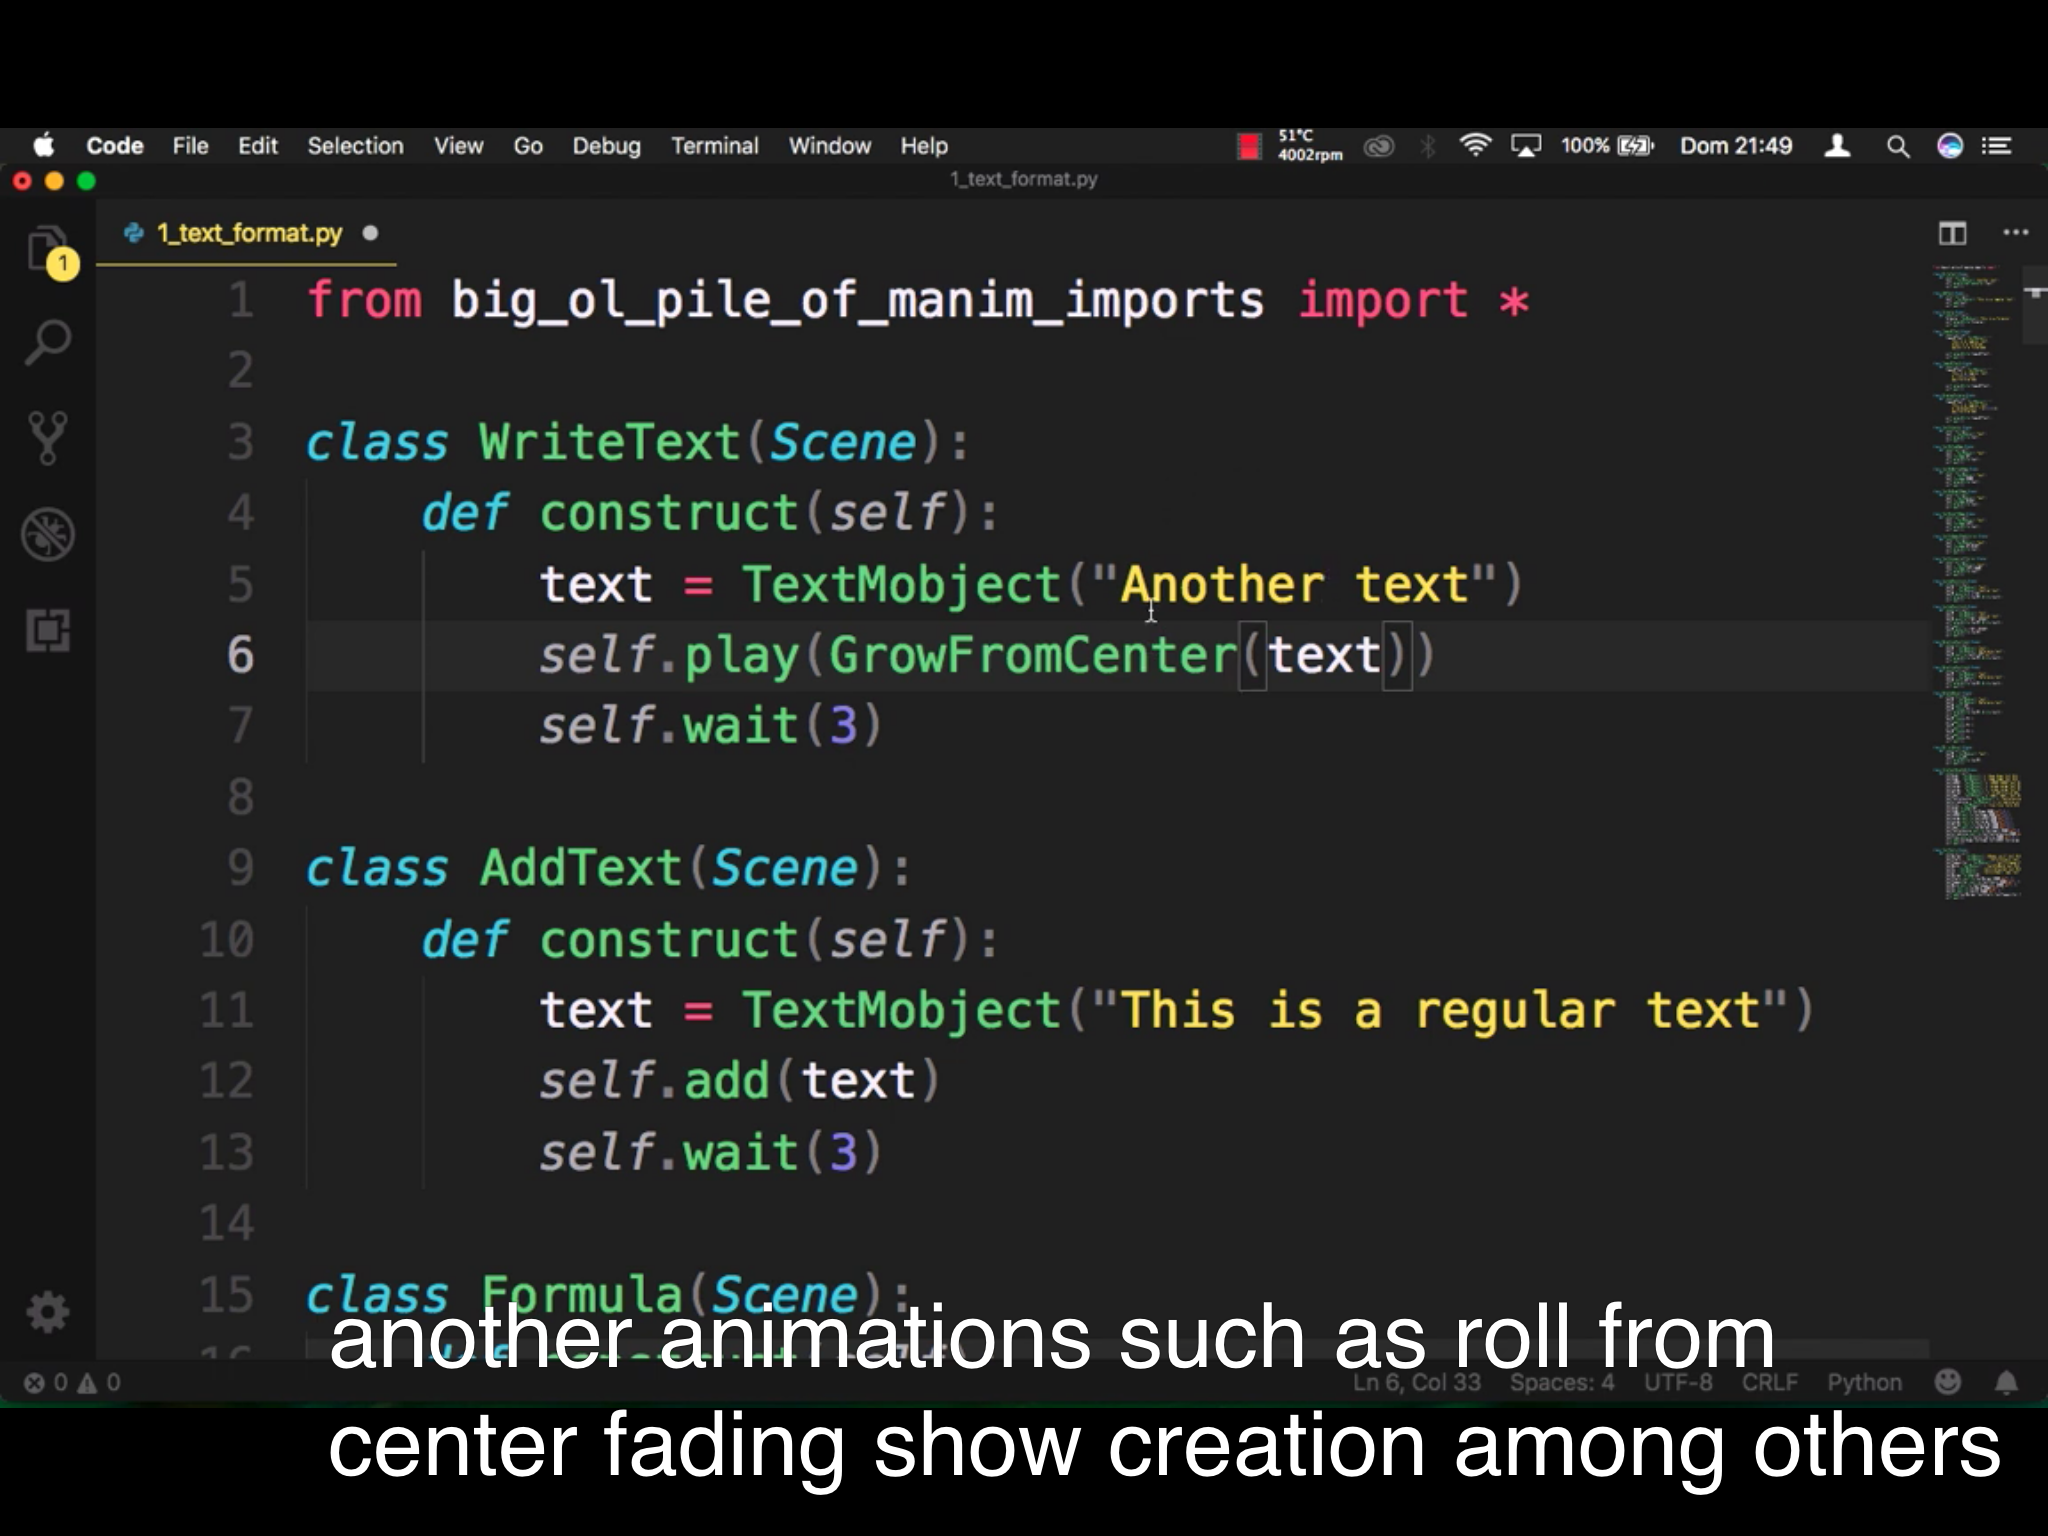 Code File Edit Selection View Go Debug Terminal Window Help 51°C 4002rpm 100% Dom 21:49
1_text_format.py
1_text_format.py
1
1 from big_ol_pile_of_manim_imports import *
2
3 class WriteText(Scene):
4 def construct(self):
5 text = TextMobject("Another text")
6 self.play(GrowFromCenter(text))
7 self.wait(3)
8
9 class AddText(Scene):
10 def construct(self):
11 text = TextMobject("This is a regular text")
12 self.add(text)
13 self.wait(3)
14
15 class Formula(Scene):
another animations such as roll from
0 0 Ln 6, Col 33 Spaces: 4 UTF-8 CRLF Python
center fading show creation among others